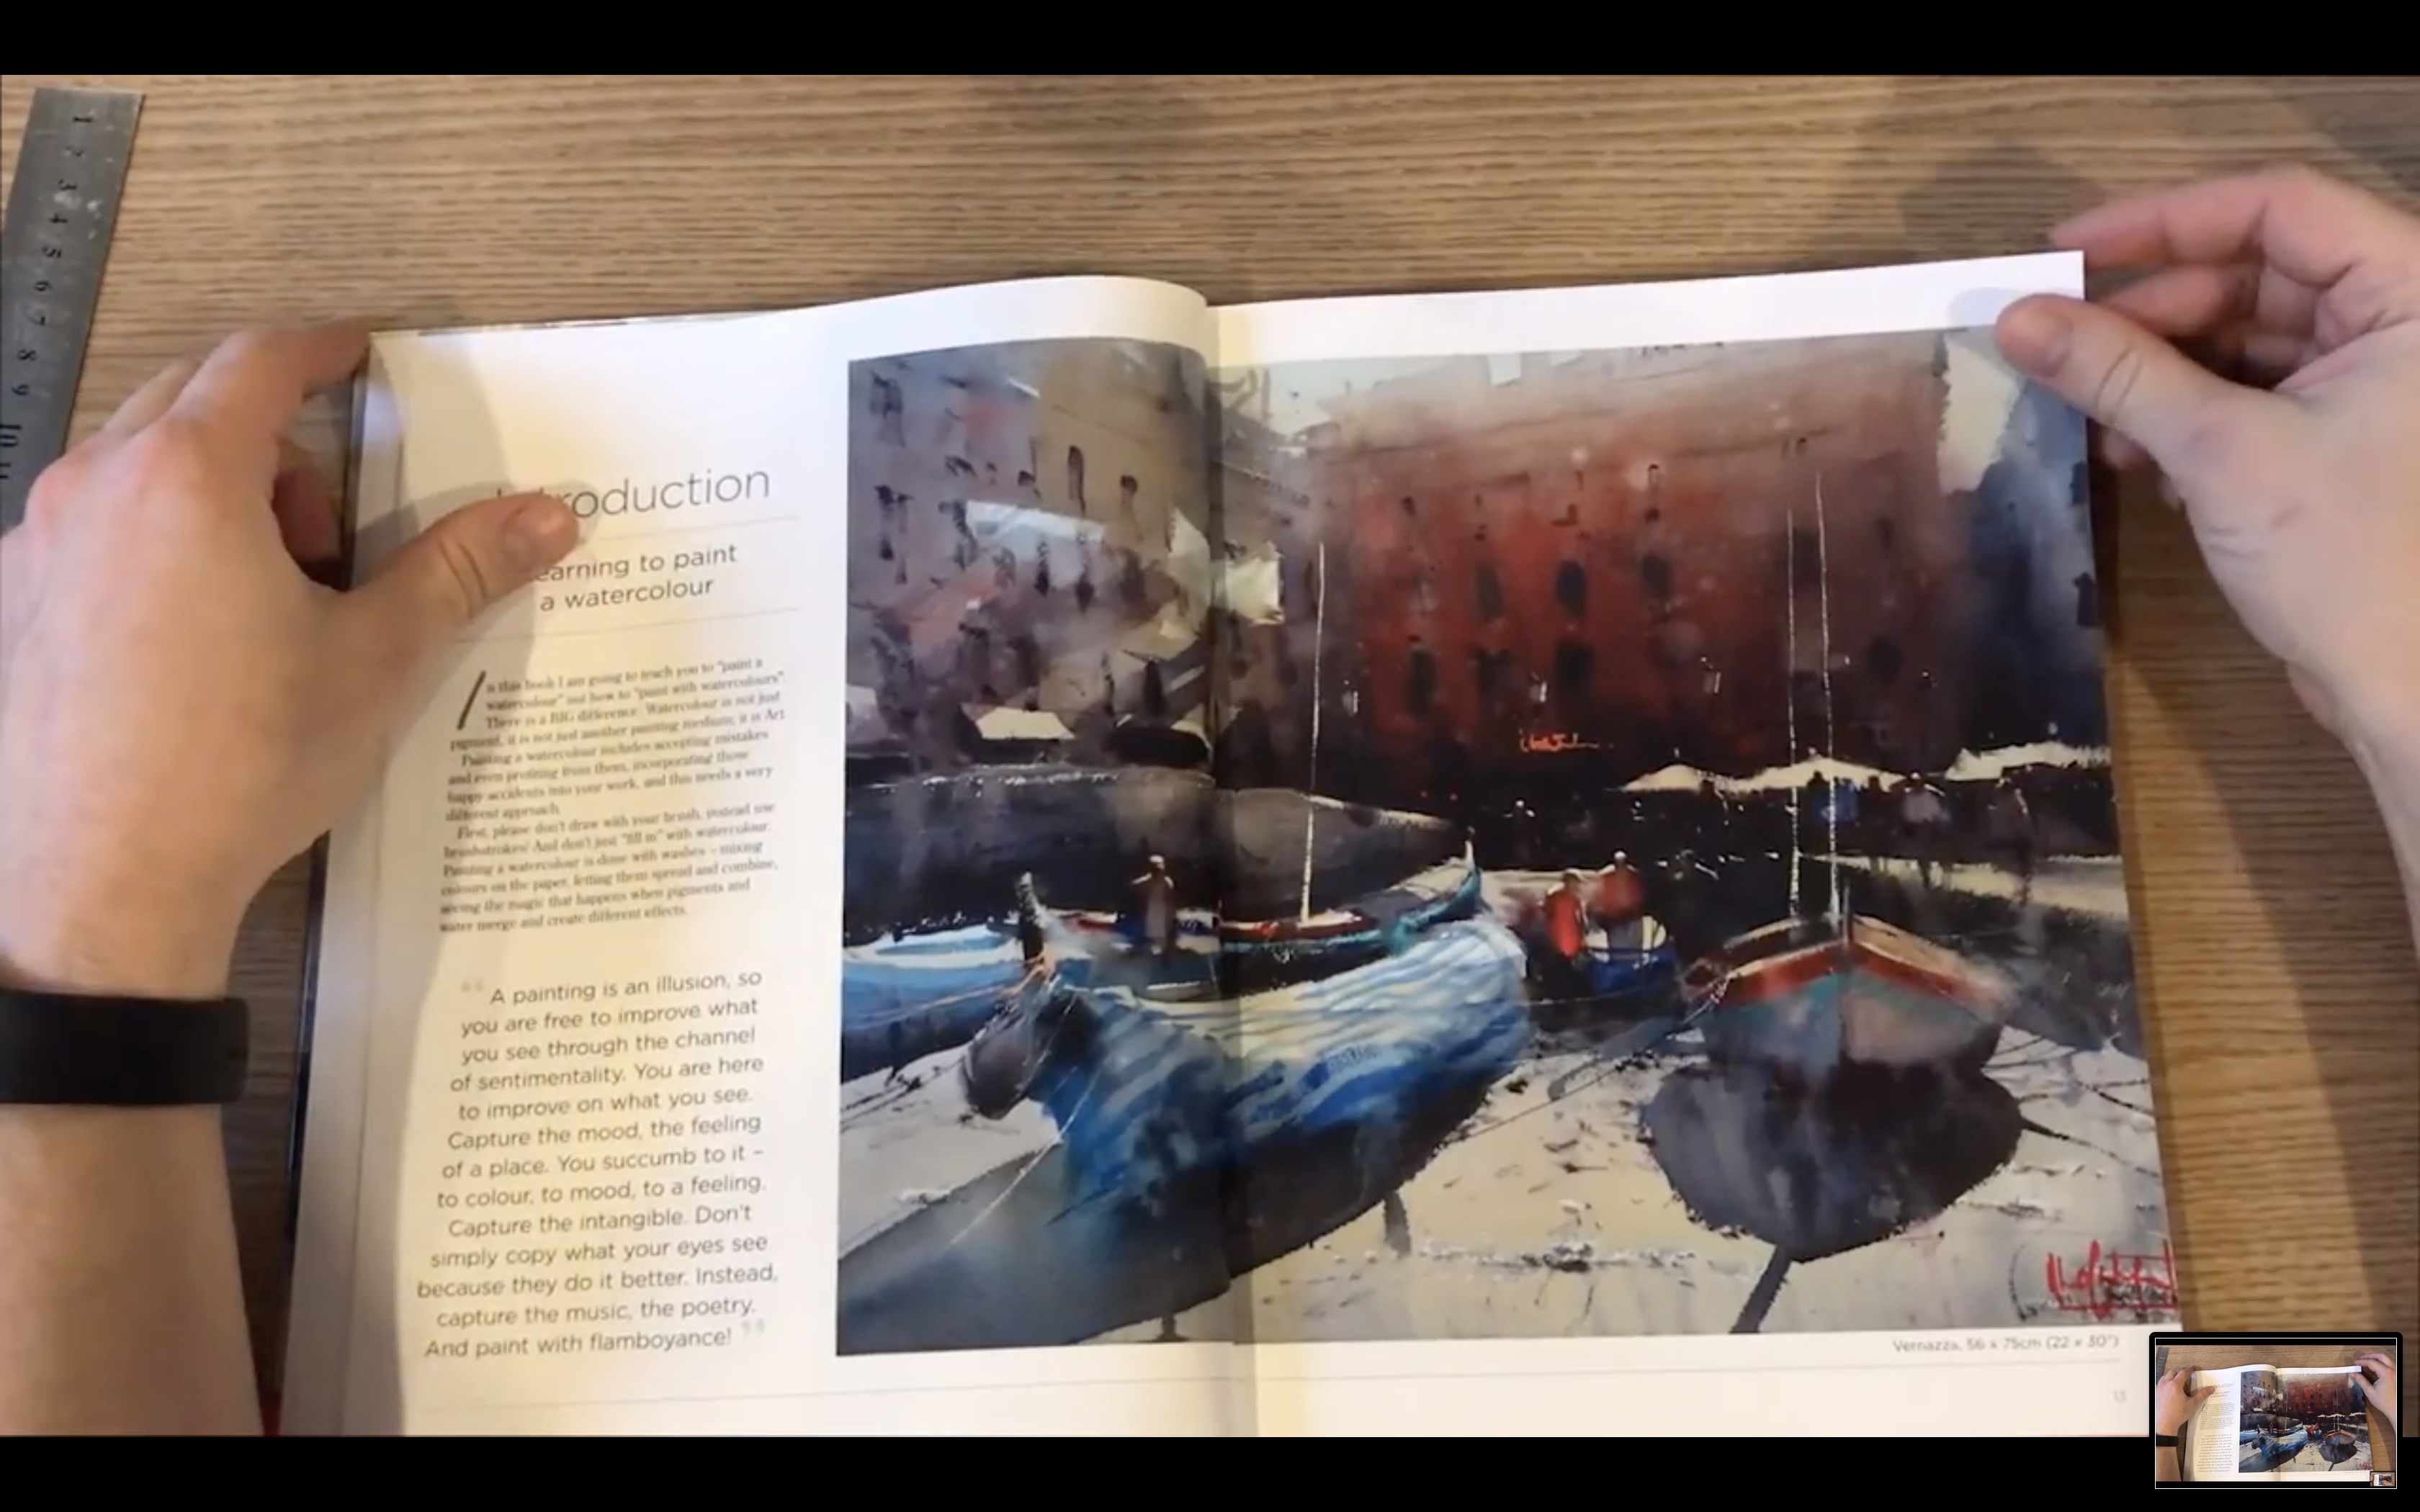 1
2
3
4
5
6
7
8
9
10
11
Introduction
earning to paint
a watercolour
In this book I am going to teach you to "paint a
watercolour" not how to "paint with watercolours".
There is a BIG difference. Watercolour is not just
pigment, it is not just another painting medium; it is Art.
Painting a watercolour includes accepting mistakes
and even profiting from them, incorporating those
happy accidents into your work, and this needs a very
different approach.
First, please don't draw with your brush, instead use
brushstrokes! And don't just "fill in" with watercolour.
Painting a watercolour is done with washes – mixing
colours on the paper, letting them spread and combine,
seeing the magic that happens when pigments and
water merge and create different effects.
“ A painting is an illusion, so
you are free to improve what
you see through the channel
of sentimentality. You are here
to improve on what you see.
Capture the mood, the feeling
of a place. You succumb to it –
to colour, to mood, to a feeling.
Capture the intangible. Don't
simply copy what your eyes see
because they do it better. Instead,
capture the music, the poetry.
And paint with flamboyance! ”
Vernazza, 56 x 75cm (22 x 30")
13